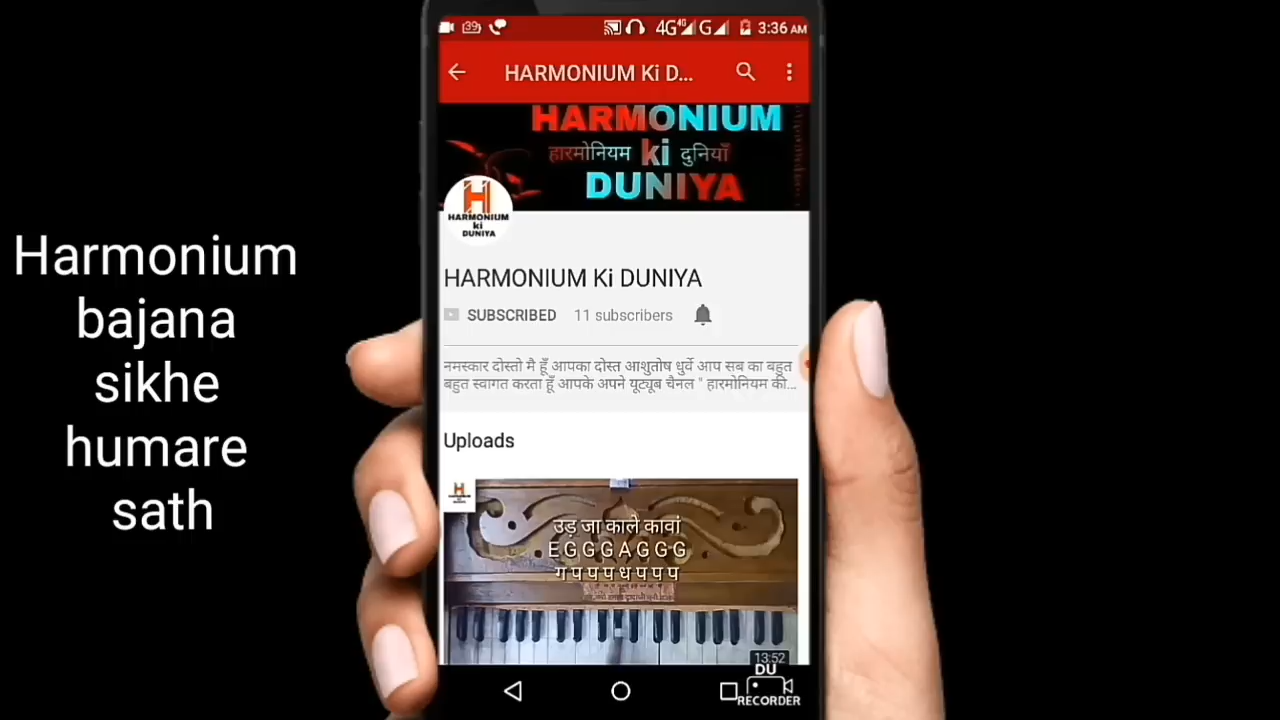 39
4G
4G
G
3:36 AM
HARMONIUM Ki D...
HARMONIUM
हारमोनियम ki दुनियाँ
DUNIYA
H
HARMONIUM
ki
DUNIYA
HARMONIUM Ki DUNIYA
SUBSCRIBED 11 subscribers
नमस्कार दोस्तो मै हूँ आपका दोस्त आशुतोष धुर्वे आप सब का बहुत
बहुत स्वागत करता हूँ आपके अपने यूट्यूब चैनल " हारमोनियम की...
Uploads
H
उड़ जा काले कावां
E G G G A G G G
ग प प प ध प प प
13:52
DU
RECORDER
Harmonium
bajana
sikhe
humare
sath